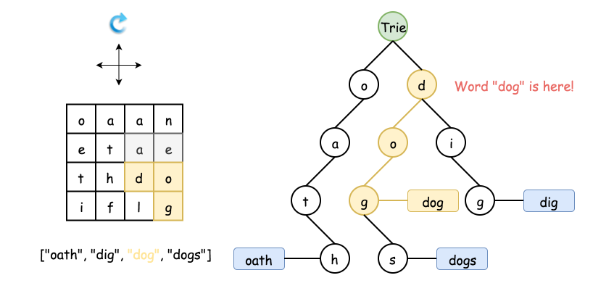 Trie
o
d
Word "dog" is here!
o a a n
a
o
i
e t a e
t h d o
t
g
dog
g
dig
i f l g
["oath", "dig", "dog", "dogs"]
oath
h
s
dogs